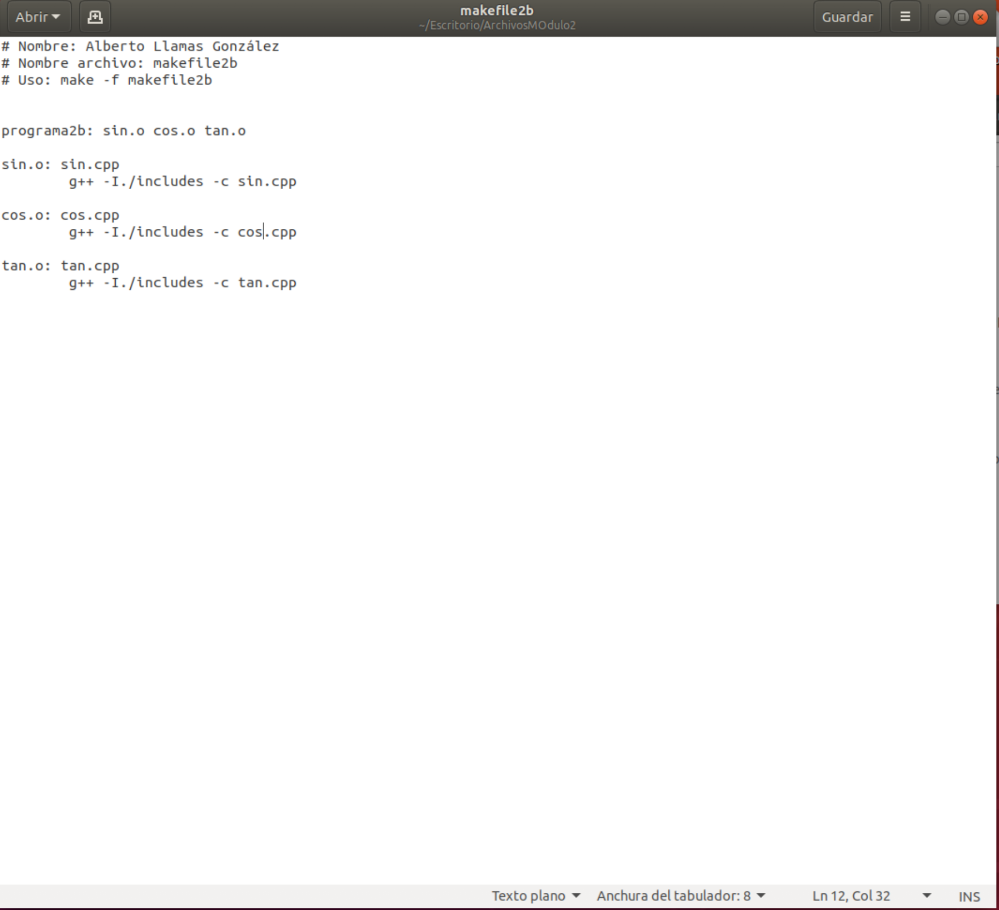 Abrir
makefile2b
~/Escritorio/ArchivosMOdulo2
Guardar
# Nombre: Alberto Llamas González
# Nombre archivo: makefile2b
# Uso: make -f makefile2b
programa2b: sin.o cos.o tan.o
sin.o: sin.cpp
g++ -I./includes -c sin.cpp
cos.o: cos.cpp
g++ -I./includes -c cos.cpp
tan.o: tan.cpp
g++ -I./includes -c tan.cpp
Texto plano
Anchura del tabulador: 8
Ln 12, Col 32
INS